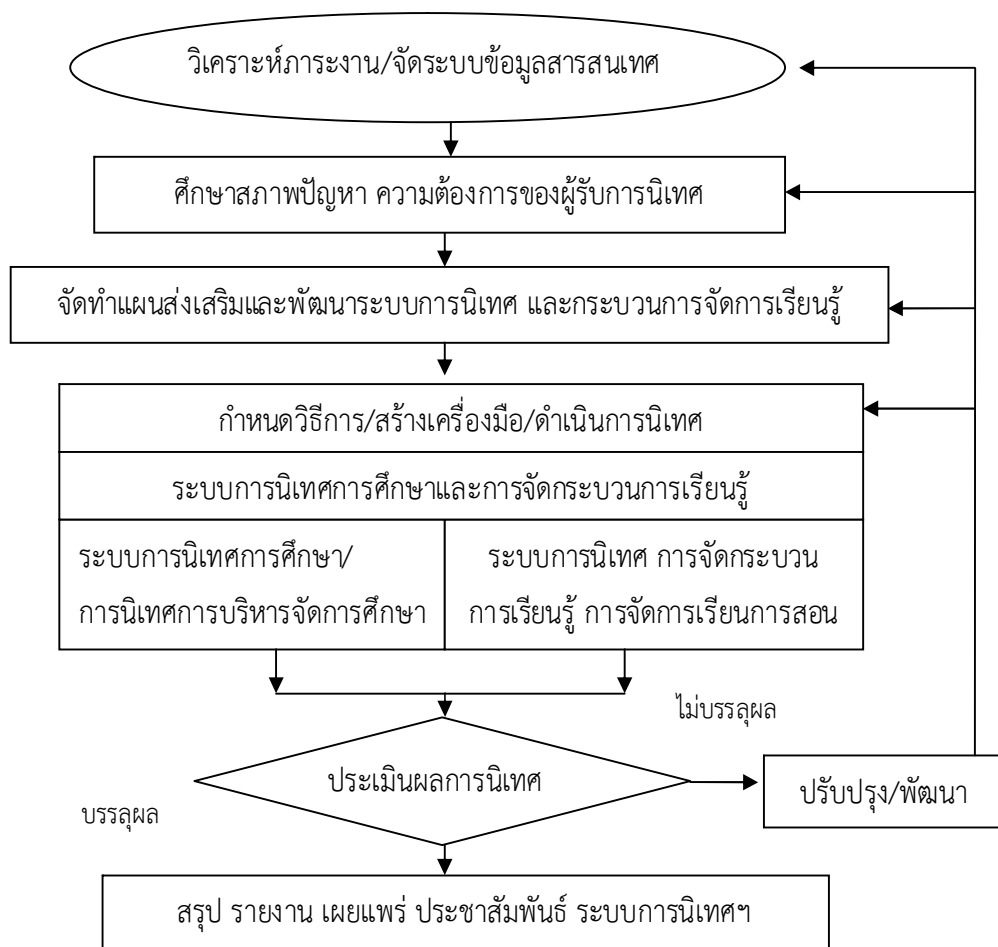 วิเคราะห์ภาระงาน/จัดระบบข้อมูลสารสนเทศ
ศึกษาสภาพปัญหา ความต้องการของผู้รับการนิเทศ
จัดทำแผนส่งเสริมและพัฒนาระบบการนิเทศ และกระบวนการจัดการเรียนรู้
กำหนดวิธีการ/สร้างเครื่องมือ/ดำเนินการนิเทศ
ระบบการนิเทศการศึกษาและการจัดกระบวนการเรียนรู้
ระบบการนิเทศการศึกษา/
การนิเทศการบริหารจัดการศึกษา
ระบบการนิเทศ การจัดกระบวน
การเรียนรู้ การจัดการเรียนการสอน
ไม่บรรลุผล
ประเมินผลการนิเทศ
ปรับปรุง/พัฒนา
บรรลุผล
สรุป รายงาน เผยแพร่ ประชาสัมพันธ์ ระบบการนิเทศฯ